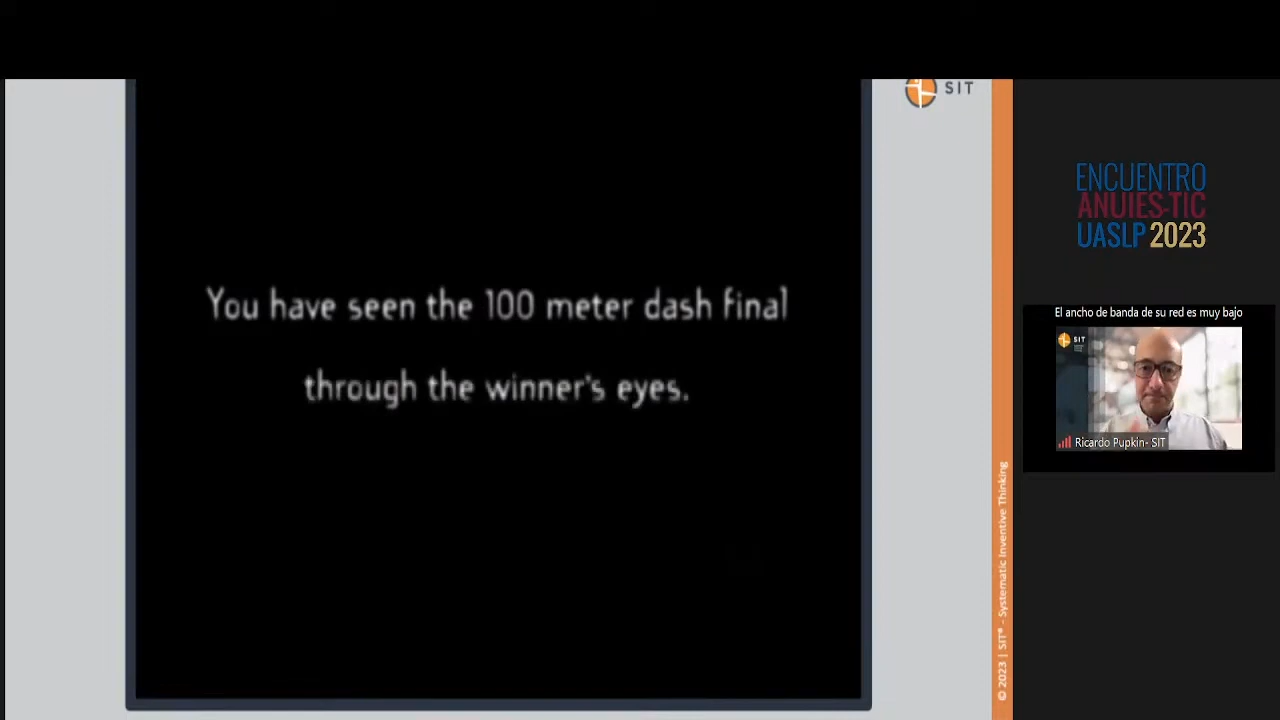 SIT
You have seen the 100 meter dash final
through the winner's eyes.
© 2023 | SIT® - Systematic Inventive Thinking
ENCUENTRO
ANUIES-TIC
UASLP 2023
El ancho de banda de su red es muy bajo
SIT
Ricardo Pupkin- SIT